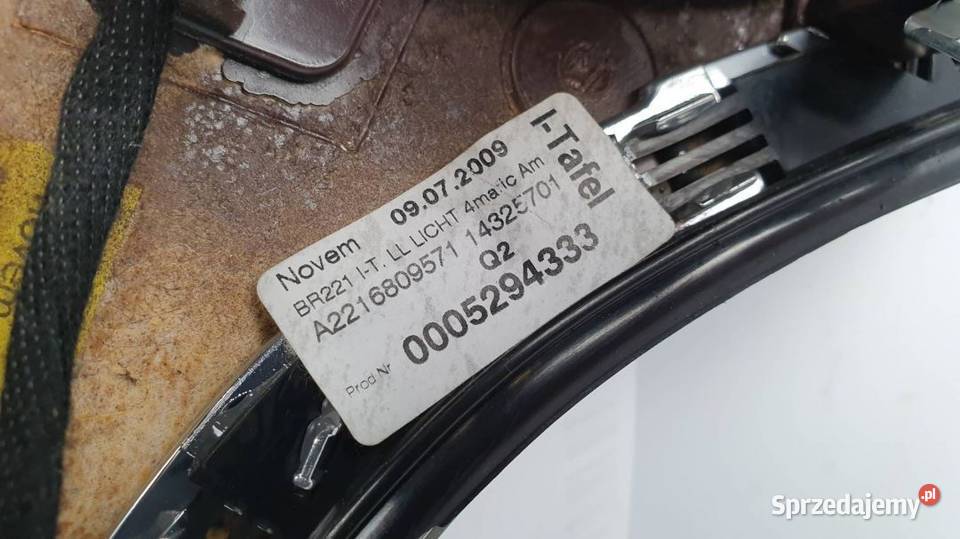 Novem 09.07.2009
BR221 I-T. LL LICHT 4matic Am
A2216809571 14325701
Q2
Prod Nr 0005294333
I-Tafel
Sprzedajemy.pl